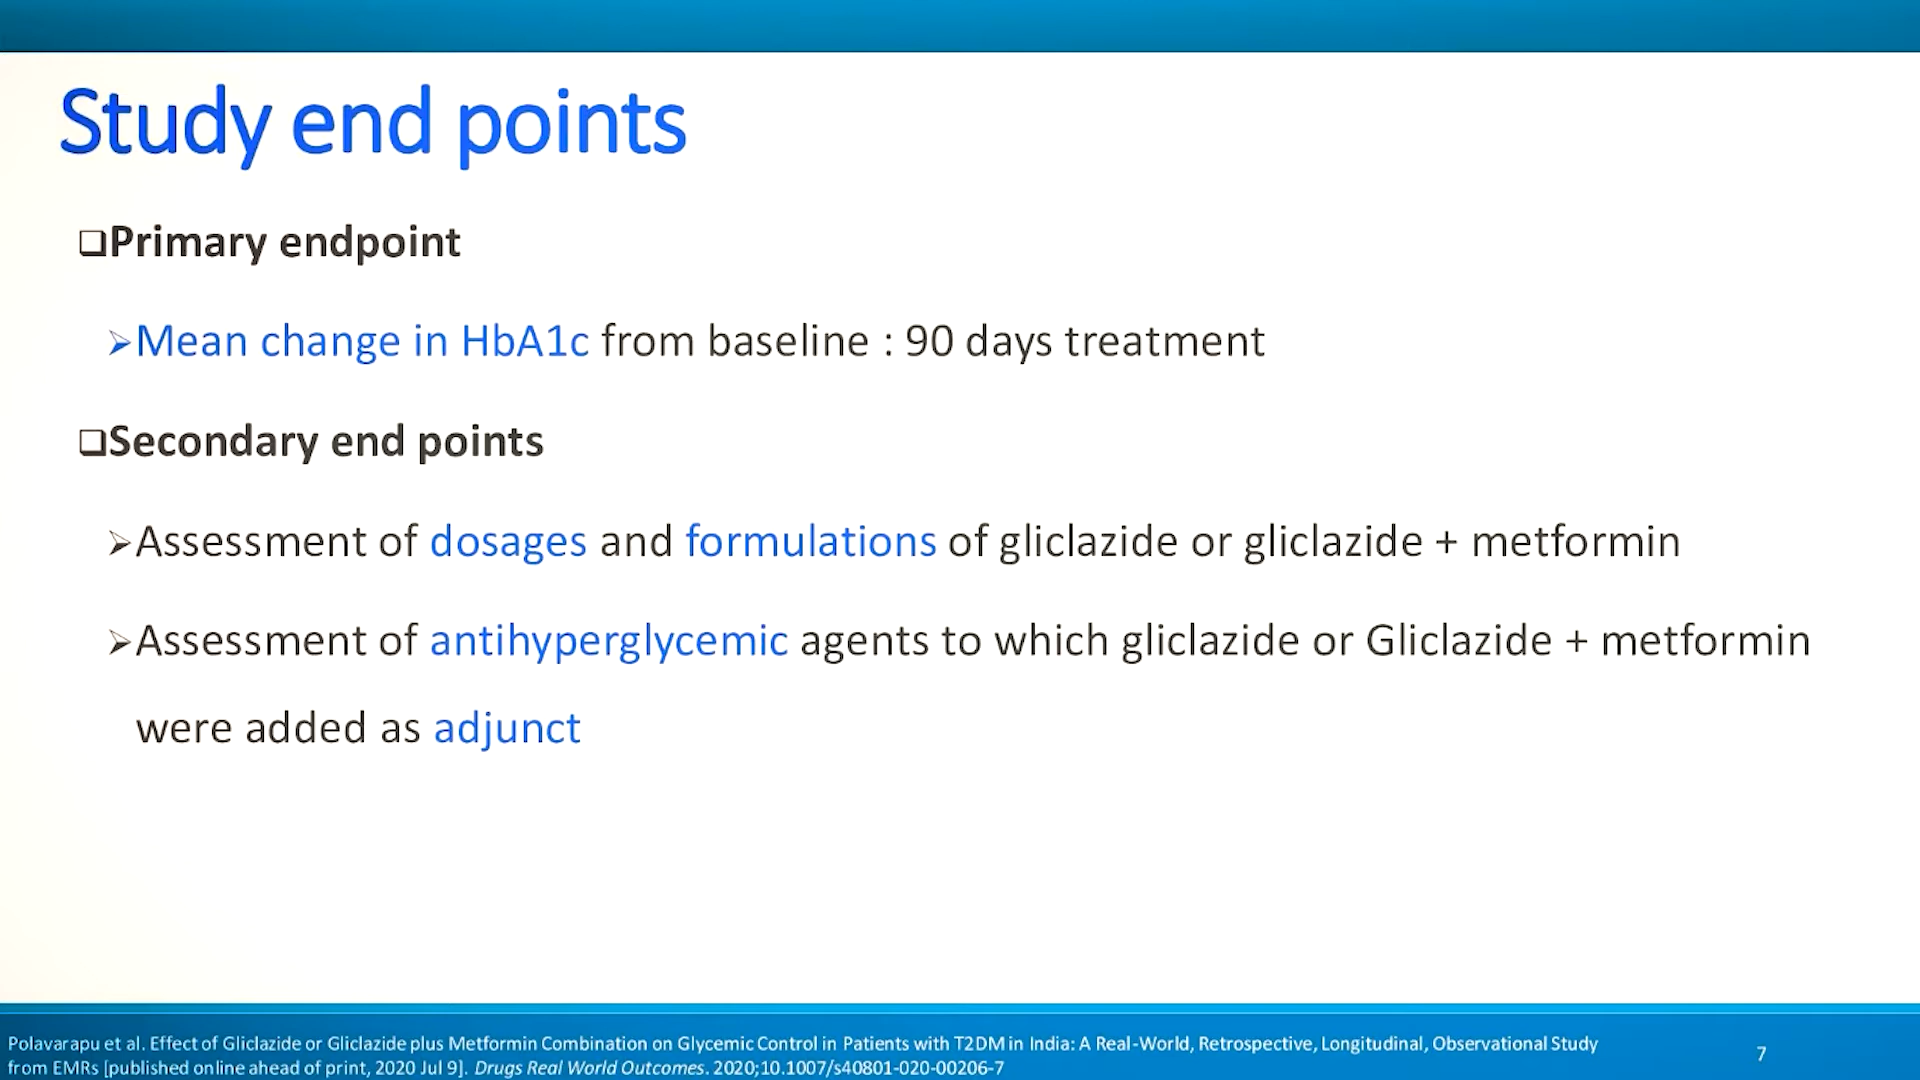 Study end points
❑Primary endpoint
➢Mean change in HbA1c from baseline : 90 days treatment
❑Secondary end points
➢Assessment of dosages and formulations of gliclazide or gliclazide + metformin
➢Assessment of antihyperglycemic agents to which gliclazide or Gliclazide + metformin
were added as adjunct
Polavarapu et al. Effect of Gliclazide or Gliclazide plus Metformin Combination on Glycemic Control in Patients with T2DM in India: A Real-World, Retrospective, Longitudinal, Observational Study
from EMRs [published online ahead of print, 2020 Jul 9]. Drugs Real World Outcomes. 2020;10.1007/s40801-020-00206-7
7